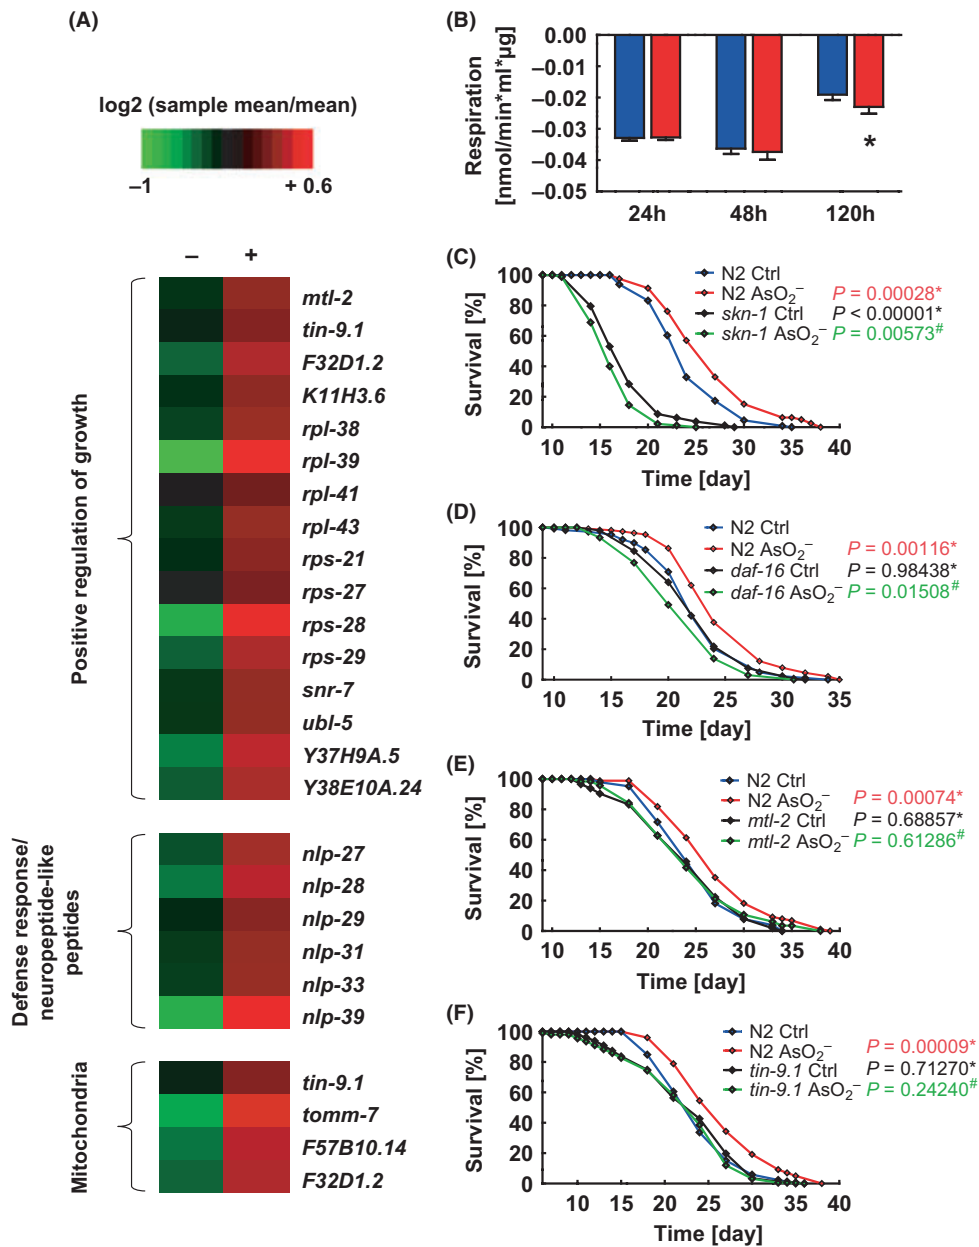 (A)
log2 (sample mean/mean)
–1
+ 0.6
– +
Positive regulation of growth
mtl-2
tin-9.1
F32D1.2
K11H3.6
rpl-38
rpl-39
rpl-41
rpl-43
rps-21
rps-27
rps-28
rps-29
snr-7
ubl-5
Y37H9A.5
Y38E10A.24
Defense response/
neuropeptide-like
peptides
nlp-27
nlp-28
nlp-29
nlp-31
nlp-33
nlp-39
Mitochondria
tin-9.1
tomm-7
F57B10.14
F32D1.2
(B)
Respiration
[nmol/min*ml*µg]
0.00
–0.01
–0.02
–0.03
–0.04
–0.05
*
24h 48h 120h
(C)
Survival [%]
100
80
60
40
20
0
N2 Ctrl
N2 AsO₂⁻ P = 0.00028*
skn-1 Ctrl P < 0.00001*
skn-1 AsO₂⁻ P = 0.00573#
10 15 20 25 30 35 40
Time [day]
(D)
Survival [%]
100
80
60
40
20
0
N2 Ctrl
N2 AsO₂⁻ P = 0.00116*
daf-16 Ctrl P = 0.98438*
daf-16 AsO₂⁻ P = 0.01508#
10 15 20 25 30 35
Time [day]
(E)
Survival [%]
100
80
60
40
20
0
N2 Ctrl
N2 AsO₂⁻ P = 0.00074*
mtl-2 Ctrl P = 0.68857*
mtl-2 AsO₂⁻ P = 0.61286#
10 15 20 25 30 35 40
Time [day]
(F)
Survival [%]
100
80
60
40
20
0
N2 Ctrl
N2 AsO₂⁻ P = 0.00009*
tin-9.1 Ctrl P = 0.71270*
tin-9.1 AsO₂⁻ P = 0.24240#
10 15 20 25 30 35 40
Time [day]